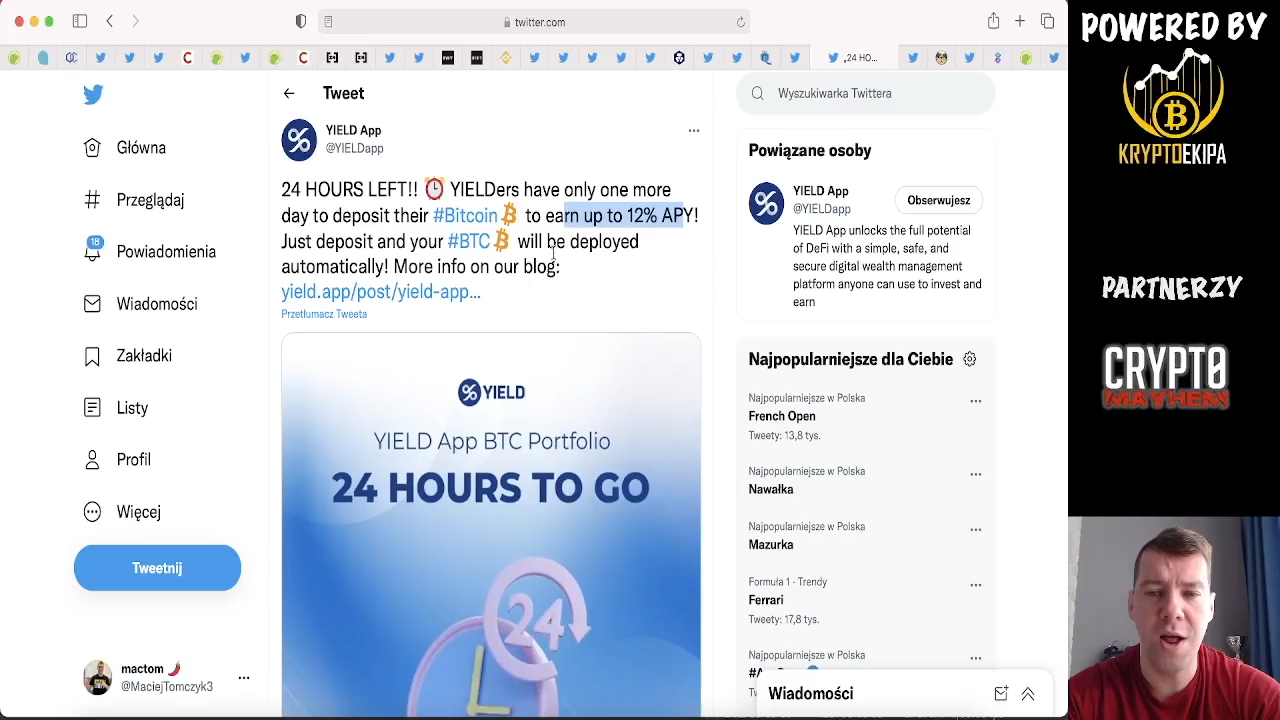 twitter.com
„24 HO...
POWERED BY
KRYPTOEKIPA
PARTNERZY
CRYPTO
MAYHEM
Główna
Przeglądaj
18
Powiadomienia
Wiadomości
Zakładki
Listy
Profil
Więcej
Tweetnij
mactom
@MaciejTomczyk3
Tweet
YIELD App
@YIELDapp
24 HOURS LEFT!! YIELDers have only one more
day to deposit their #Bitcoin to earn up to 12% APY!
Just deposit and your #BTC will be deployed
automatically! More info on our blog:
yield.app/post/yield-app...
Przetłumacz Tweeta
YIELD
YIELD App BTC Portfolio
24 HOURS TO GO
24
Wyszukiwarka Twittera
Powiązane osoby
YIELD App
@YIELDapp
Obserwujesz
YIELD App unlocks the full potential
of DeFi with a simple, safe, and
secure digital wealth management
platform anyone can use to invest and
earn
Najpopularniejsze dla Ciebie
Najpopularniejsze w Polska
French Open
Tweety: 13,8 tys.
Najpopularniejsze w Polska
Nawałka
Najpopularniejsze w Polska
Mazurka
Formuła 1 · Trendy
Ferrari
Tweety: 17,8 tys.
Najpopularniejsze w Polska
Wiadomości